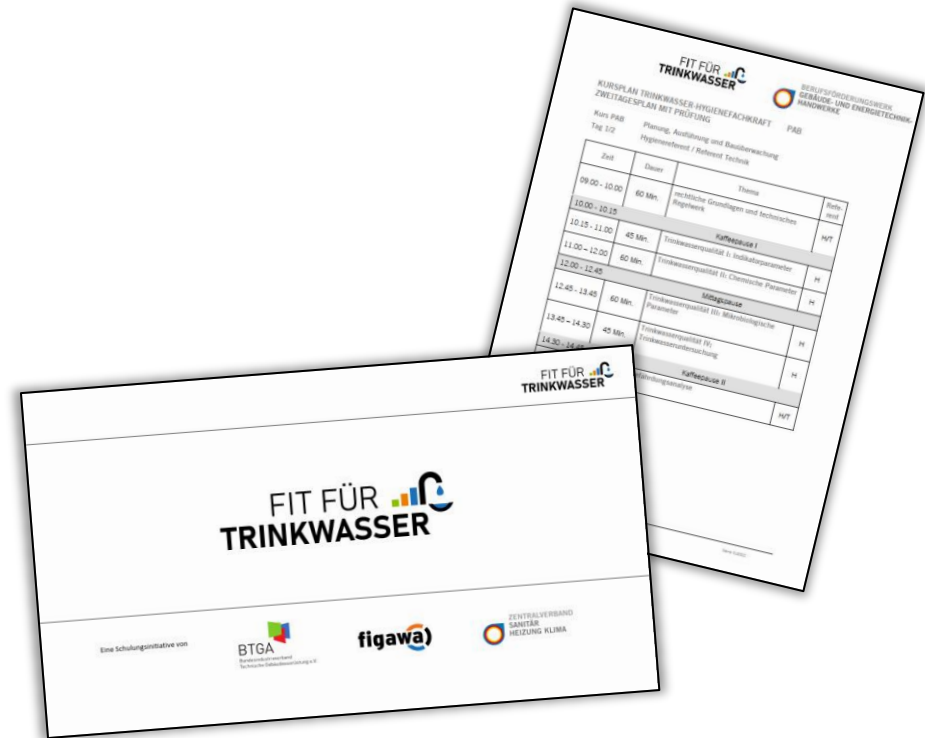 FIT FÜR
TRINKWASSER
BERUFSFÖRDERUNGSWERK
GEBÄUDE- UND ENERGIETECHNIK-
HANDWERKE
KURSPLAN TRINKWASSER-HYGIENEFACHKRAFT PAB
ZWEITAGESPLAN MIT PRÜFUNG
Kurs PAB Planung, Ausführung und Bauüberwachung
Tag 1/2 Hygienereferent / Referent Technik
Zeit Dauer Thema Refe-
rent
09.00 - 10.00 60 Min. rechtliche Grundlagen und technisches
Regelwerk H/T
10.00 - 10.15 Kaffeepause I
10.15 - 11.00 45 Min. Trinkwasserqualität I: Indikatorparameter H
11.00 – 12.00 60 Min. Trinkwasserqualität II: Chemische Parameter H
12.00 - 12.45 Mittagspause
12.45 - 13.45 60 Min. Trinkwasserqualität III: Mikrobiologische
Parameter H
13.45 – 14.30 45 Min. Trinkwasserqualität IV:
Trinkwasseruntersuchung H
14.30 - Kaffeepause II
H/T
FIT FÜR
TRINKWASSER
FIT FÜR
TRINKWASSER
Eine Schulungsinitiative von
BTGA
Bundesindustrieverband
Technische Gebäudeausrüstung e.V.
figawa)
ZENTRALVERBAND
SANITÄR
HEIZUNG KLIMA